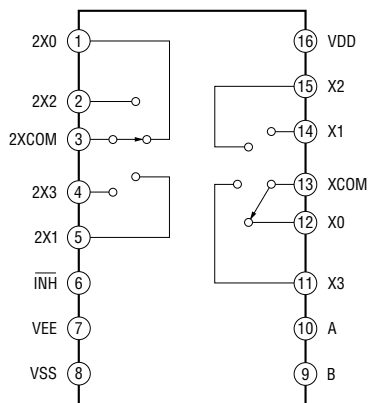 2X0 1
2X2 2
2XCOM 3
2X3 4
2X1 5
INH 6
VEE 7
VSS 8
16 VDD
15 X2
14 X1
13 XCOM
12 X0
11 X3
10 A
9 B